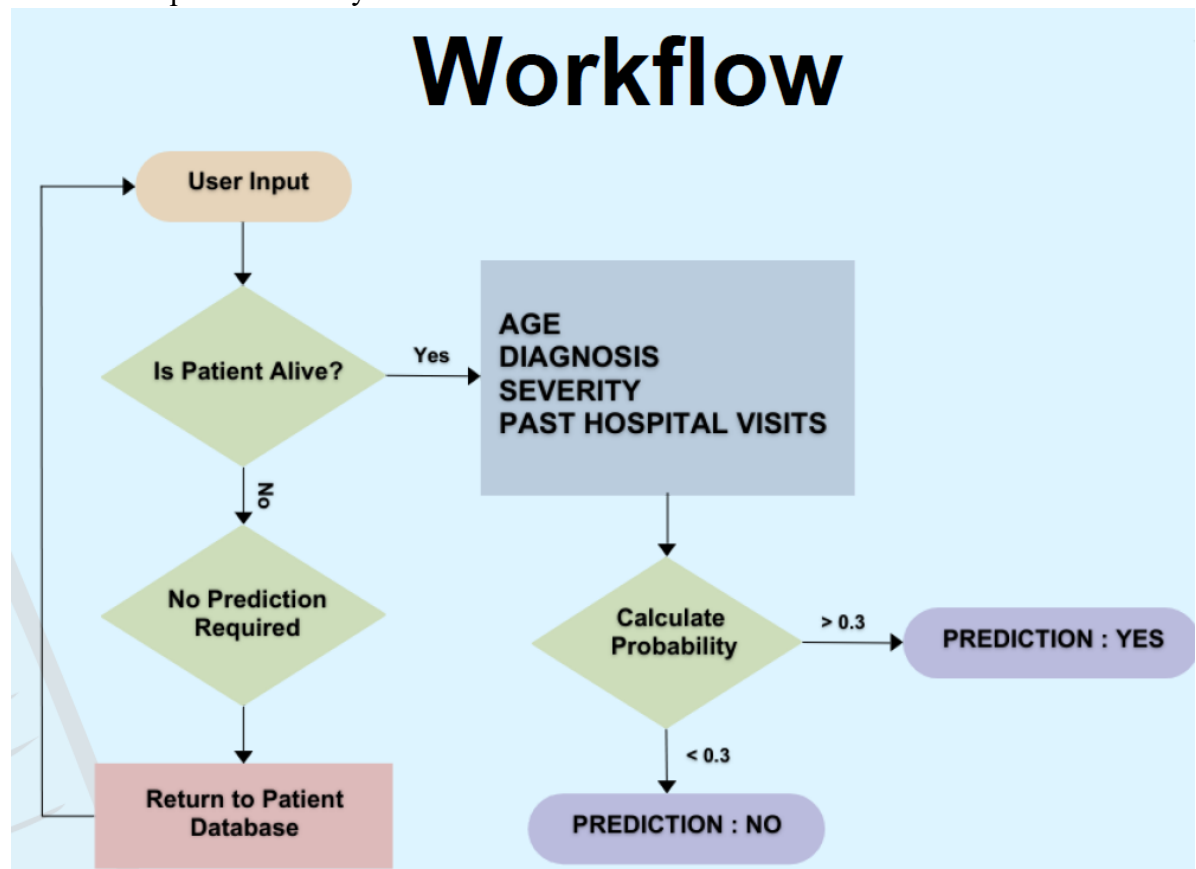 Workflow
User Input
Is Patient Alive?
Yes
AGE
DIAGNOSIS
SEVERITY
PAST HOSPITAL VISITS
No
No Prediction
Required
Calculate
Probability
> 0.3
PREDICTION : YES
< 0.3
Return to Patient
Database
PREDICTION : NO